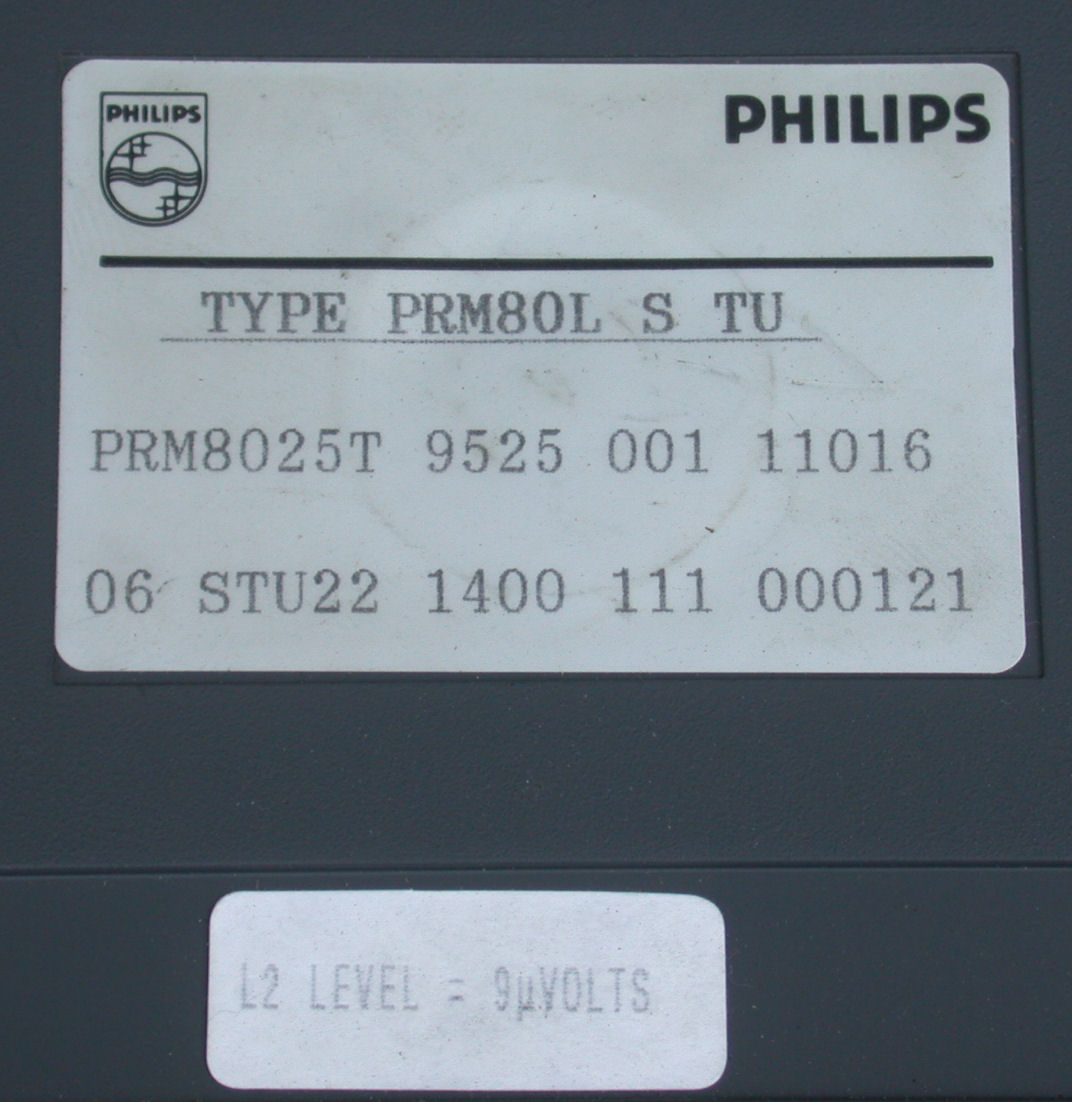 PHILIPS
PHILIPS
TYPE PRM80L S TU
PRM8025T 9525 001 11016
06 STU22 1400 111 000121
L2 LEVEL = 9µVOLTS